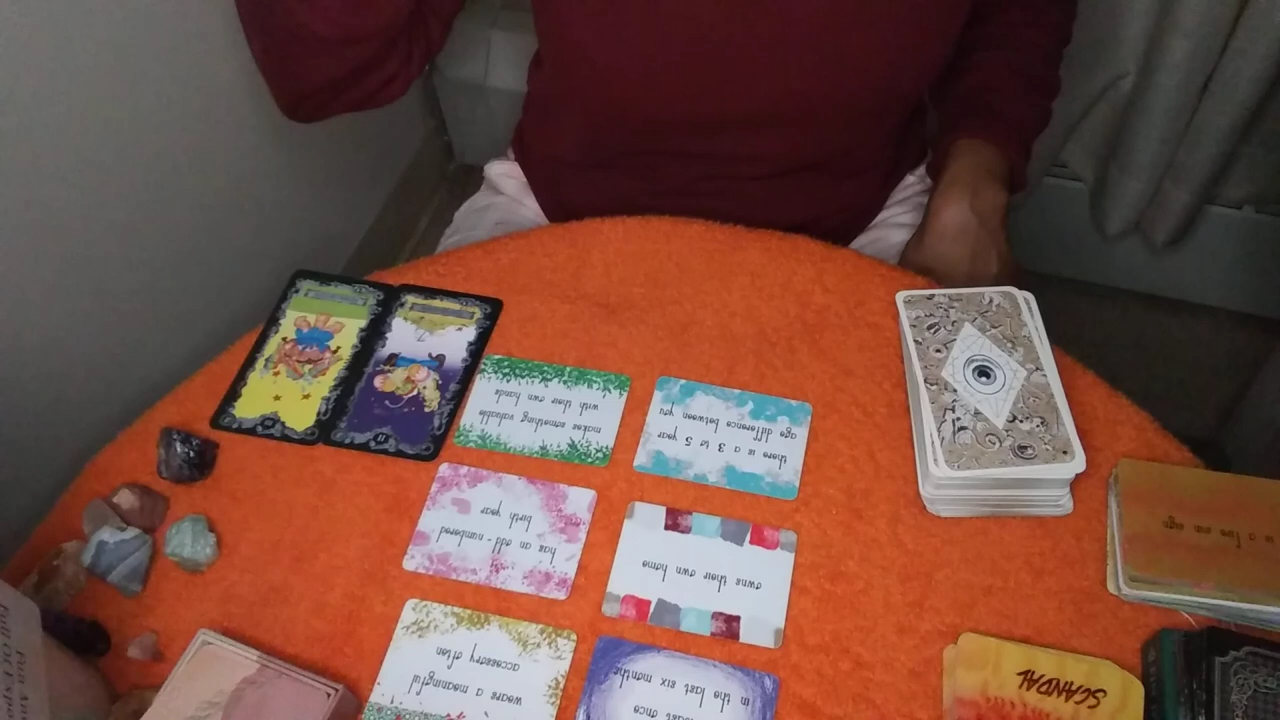 makes something valuable
with their own hands
there is a 3 to 5 year
age difference between you
has an odd-numbered
birth year
owns their own home
wears a meaningful
accessory often
in the last six months
SCANDAL
11